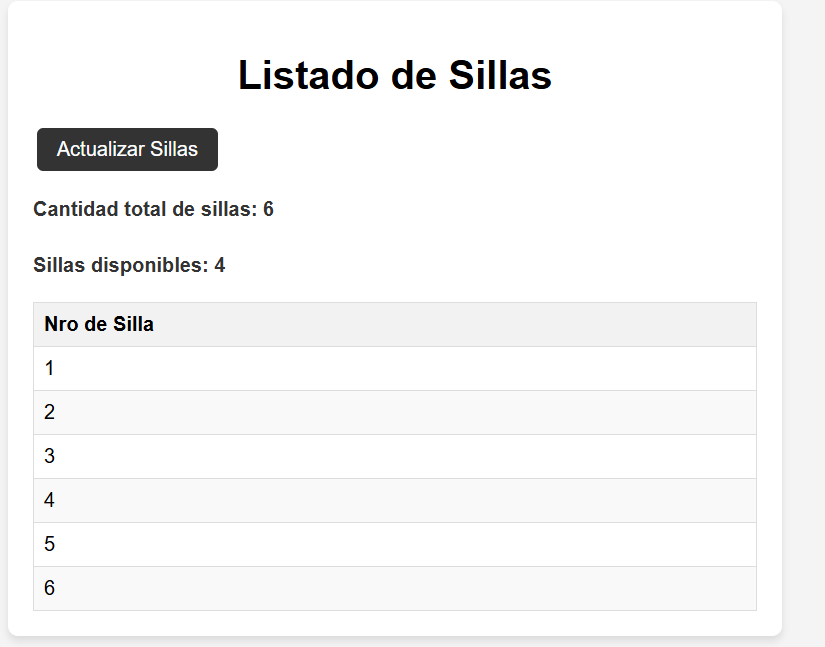 Listado de Sillas
Actualizar Sillas
Cantidad total de sillas: 6
Sillas disponibles: 4
Nro de Silla
1
2
3
4
5
6